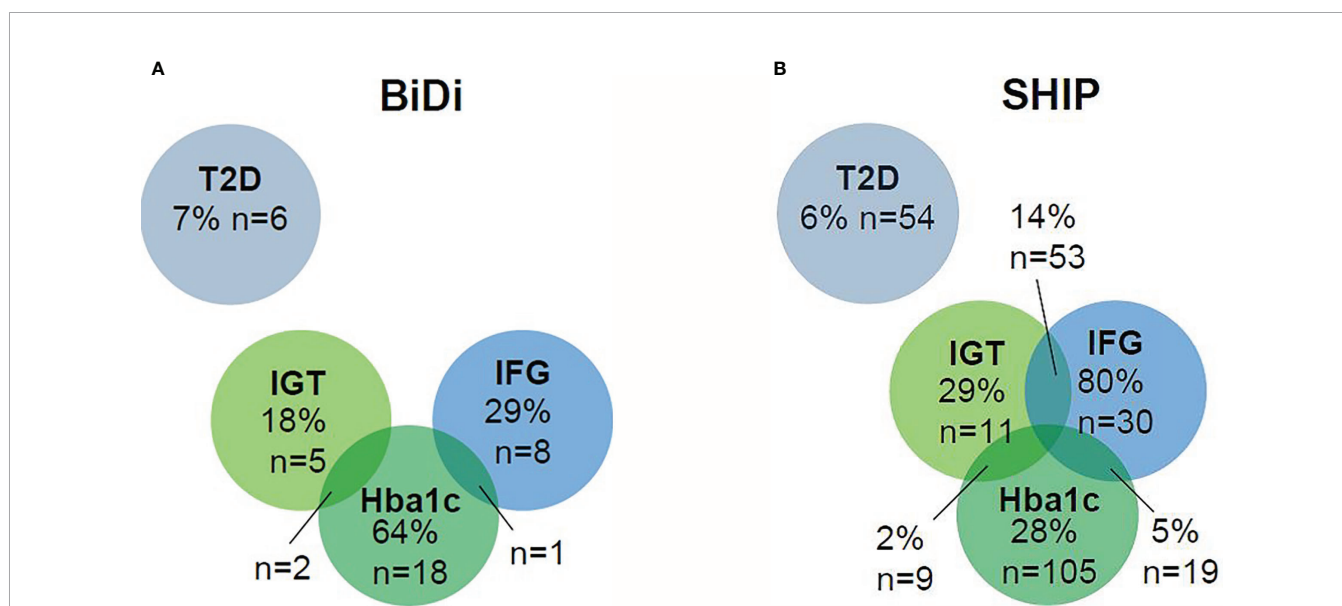 A
BiDi
T2D
7% n=6
IGT
18%
n=5
IFG
29%
n=8
Hba1c
64%
n=18
n=2
n=1
B
SHIP
T2D
6% n=54
14%
n=53
IGT
29%
n=11
IFG
80%
n=30
Hba1c
28%
n=105
2%
n=9
5%
n=19